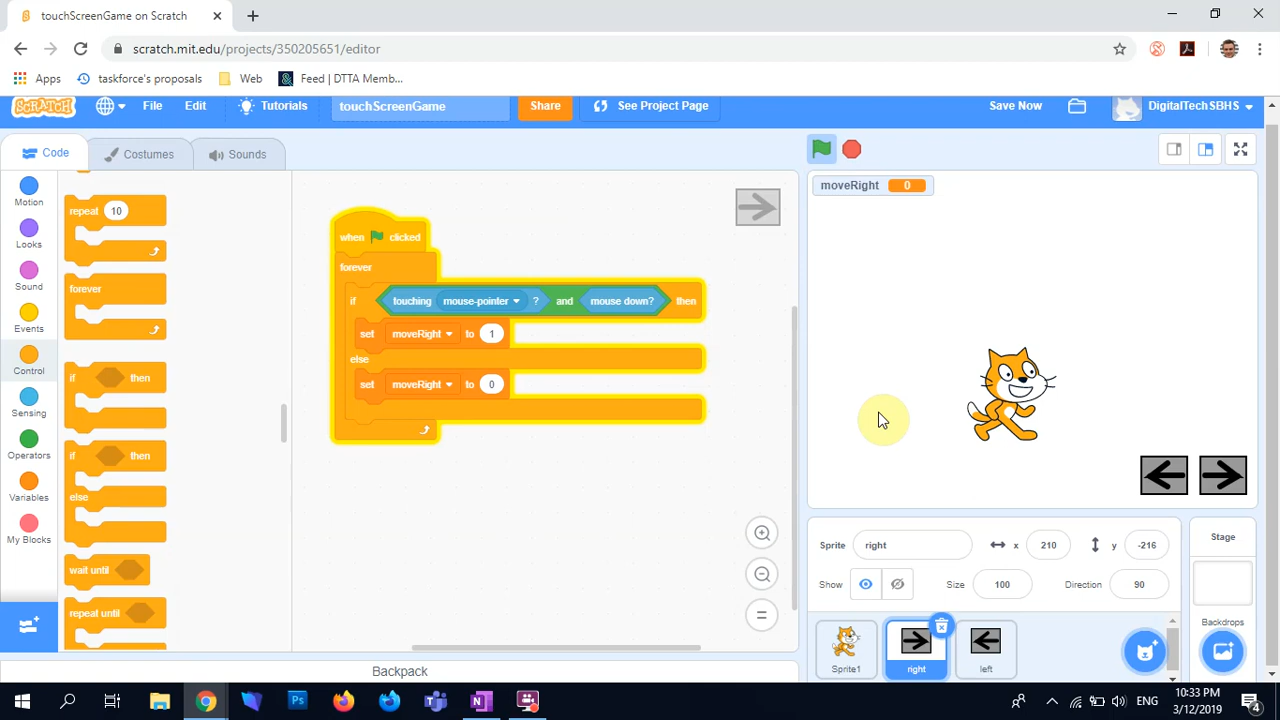 touchScreenGame on Scratch
scratch.mit.edu/projects/350205651/editor
Apps taskforce's proposals Web Feed | DTTA Memb...
SCRATCH File Edit Tutorials touchScreenGame Share See Project Page Save Now DigitalTechSBHS
Code Costumes Sounds
Motion
Looks
Sound
Events
Control
Sensing
Operators
Variables
My Blocks
repeat 10
forever
if then
if then
else
wait until
repeat until
when clicked
forever
if touching mouse-pointer ? and mouse down? then
set moveRight to 1
else
set moveRight to 0
moveRight 0
Sprite right x 210 y -216
Show Size 100 Direction 90
Sprite1
right
left
Stage
Backdrops
Backpack
ENG
10:33 PM
3/12/2019
4